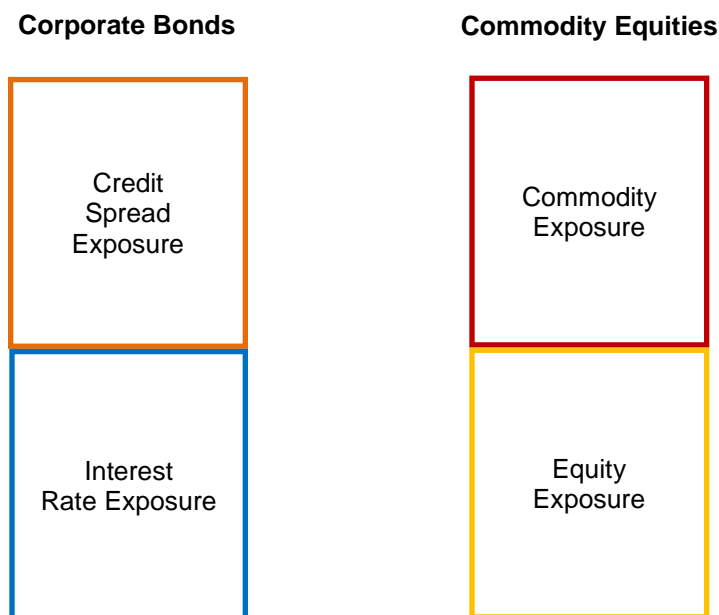 Corporate Bonds
Commodity Equities
Credit
Spread
Exposure
Commodity
Exposure
Interest
Rate Exposure
Equity
Exposure